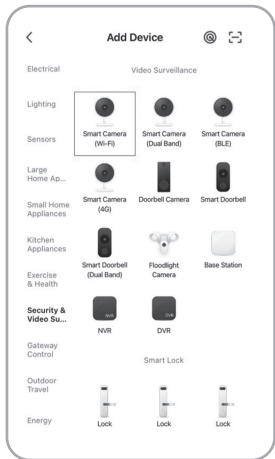 Add Device
Electrical
Lighting
Sensors
Large
Home Ap...
Small Home
Appliances
Kitchen
Appliances
Exercise
& Health
Security &
Video Su...
Gateway
Control
Outdoor
Travel
Energy
Video Surveillance
Smart Camera
(Wi-Fi)
Smart Camera
(Dual Band)
Smart Camera
(BLE)
Smart Camera
(4G)
Doorbell Camera
Smart Doorbell
Smart Doorbell
(Dual Band)
Floodlight
Camera
Base Station
NVR
NVR
DVR
DVR
Smart Lock
Lock
Lock
Lock